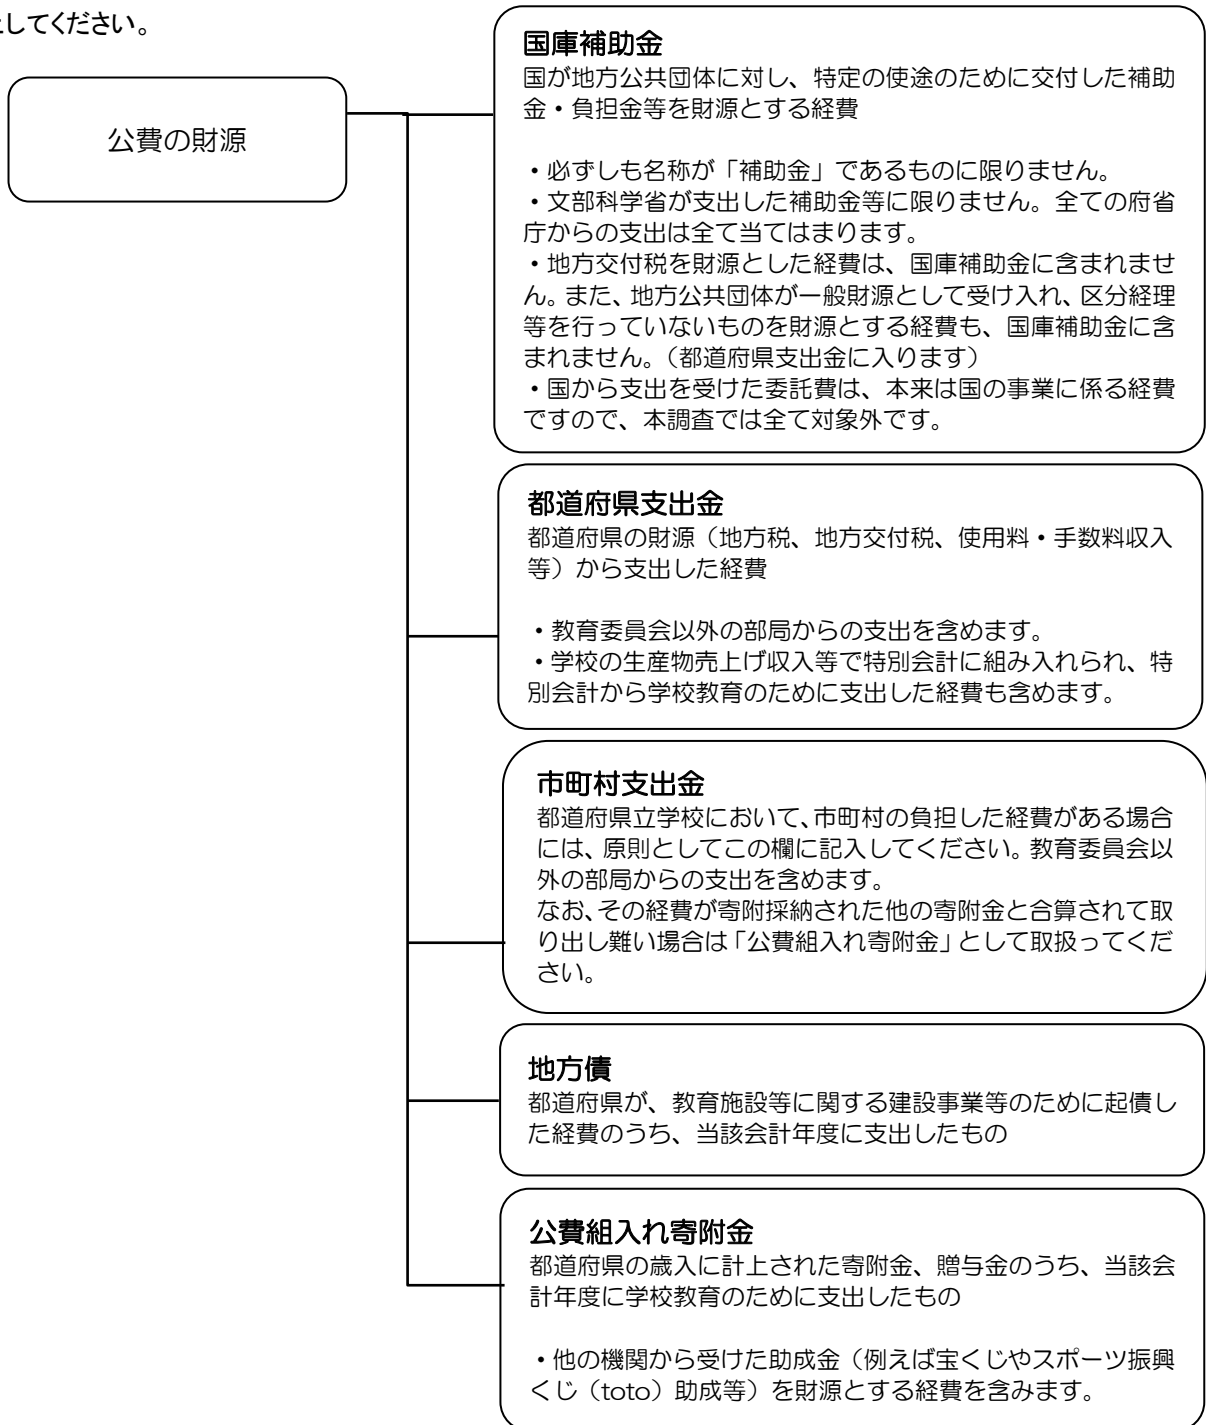 してください。
公費の財源
国庫補助金
国が地方公共団体に対し、特定の使途のために交付した補助
金・負担金等を財源とする経費
・必ずしも名称が「補助金」であるものに限りません。
・文部科学省が支出した補助金等に限りません。全ての府省
庁からの支出は全て当てはまります。
・地方交付税を財源とした経費は、国庫補助金に含まれませ
ん。また、地方公共団体が一般財源として受け入れ、区分経理
等を行っていないものを財源とする経費も、国庫補助金に含
まれません。（都道府県支出金に入ります）
・国から支出を受けた委託費は、本来は国の事業に係る経費
ですので、本調査では全て対象外です。
都道府県支出金
都道府県の財源（地方税、地方交付税、使用料・手数料収入
等）から支出した経費
・教育委員会以外の部局からの支出を含めます。
・学校の生産物売上げ収入等で特別会計に組み入れられ、特
別会計から学校教育のために支出した経費も含めます。
市町村支出金
都道府県立学校において、市町村の負担した経費がある場合
には、原則としてこの欄に記入してください。教育委員会以
外の部局からの支出を含めます。
なお、その経費が寄附採納された他の寄附金と合算されて取
り出し難い場合は「公費組入れ寄附金」として取扱ってくだ
さい。
地方債
都道府県が、教育施設等に関する建設事業等のために起債し
た経費のうち、当該会計年度に支出したもの
公費組入れ寄附金
都道府県の歳入に計上された寄附金、贈与金のうち、当該会
計年度に学校教育のために支出したもの
・他の機関から受けた助成金（例えば宝くじやスポーツ振興
くじ（toto）助成等）を財源とする経費を含みます。